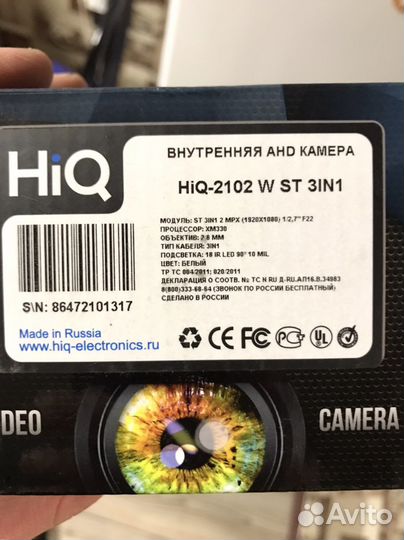 HiQ
ВНУТРЕННЯЯ AHD КАМЕРА
HiQ-2102 W ST 3IN1
МОДУЛЬ: ST 3IN1 2 MPX (1920X1080) 1/2,7" F22
ПРОЦЕССОР: XM330
ОБЪЕКТИВ: 2.8 MM
ТИП КАБЕЛЯ: 3IN1
ПОДСВЕТКА: 18 IR LED 90° 10 MIL
ЦВЕТ: БЕЛЫЙ
ТР ТС 004/2011; 020/2011
ДЕКЛАРАЦИЯ О СООТВ. № TC N RU Д-RU.АЛ16.В.34983
8(800)333-68-64 (ЗВОНОК ПО РОССИИ БЕСПЛАТНЫЙ)
СДЕЛАНО В РОССИИ
S\N: 86472101317
Made in Russia
www.hiq-electronics.ru
CE
UL
DEO
CAMERA
Avito